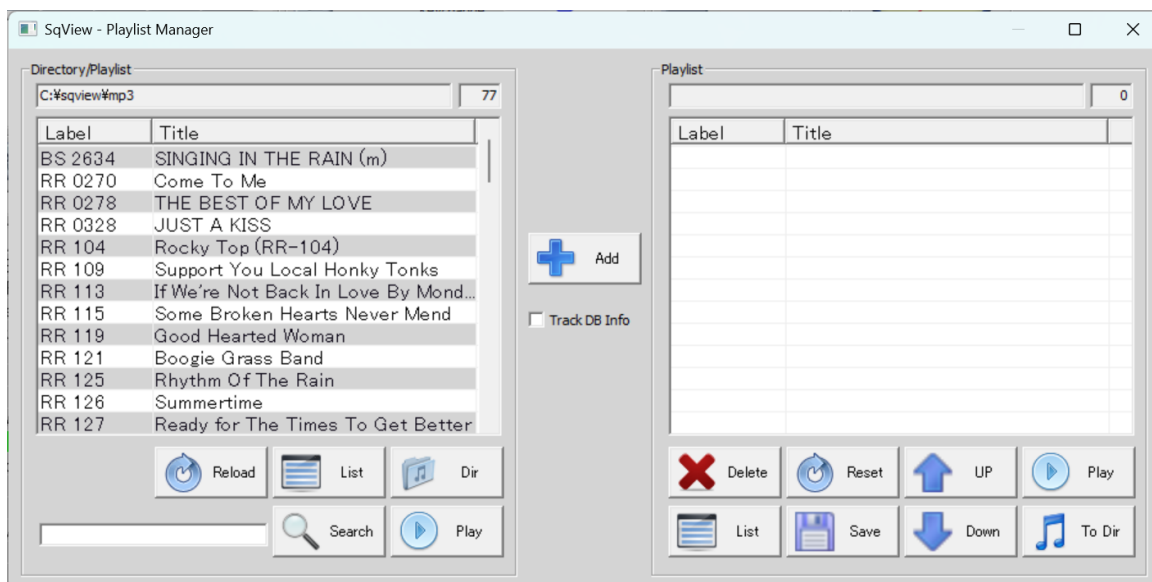 SqView - Playlist Manager
Directory/Playlist
C:¥sqview¥mp3 77
Label Title
BS 2634 SINGING IN THE RAIN (m)
RR 0270 Come To Me
RR 0278 THE BEST OF MY LOVE
RR 0328 JUST A KISS
RR 104 Rocky Top (RR-104)
RR 109 Support You Local Honky Tonks
RR 113 If We're Not Back In Love By Mond...
RR 115 Some Broken Hearts Never Mend
RR 119 Good Hearted Woman
RR 121 Boogie Grass Band
RR 125 Rhythm Of The Rain
RR 126 Summertime
RR 127 Ready for The Times To Get Better
Reload List Dir
Search Play
Add
Track DB Info
Playlist
0
Label Title
Delete Reset UP Play
List Save Down To Dir